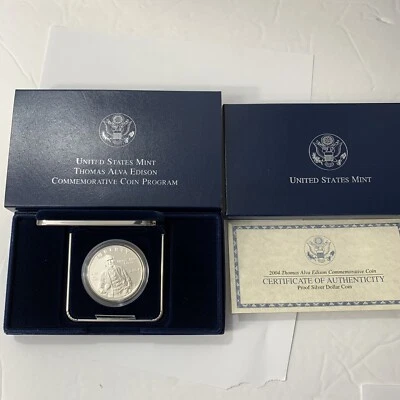 UNITED STATES MINT
THOMAS ALVA EDISON
COMMEMORATIVE COIN PROGRAM
UNITED STATES MINT
2004 Thomas Alva Edison Commemorative Coin
CERTIFICATE OF AUTHENTICITY
Proof Silver Dollar Coin